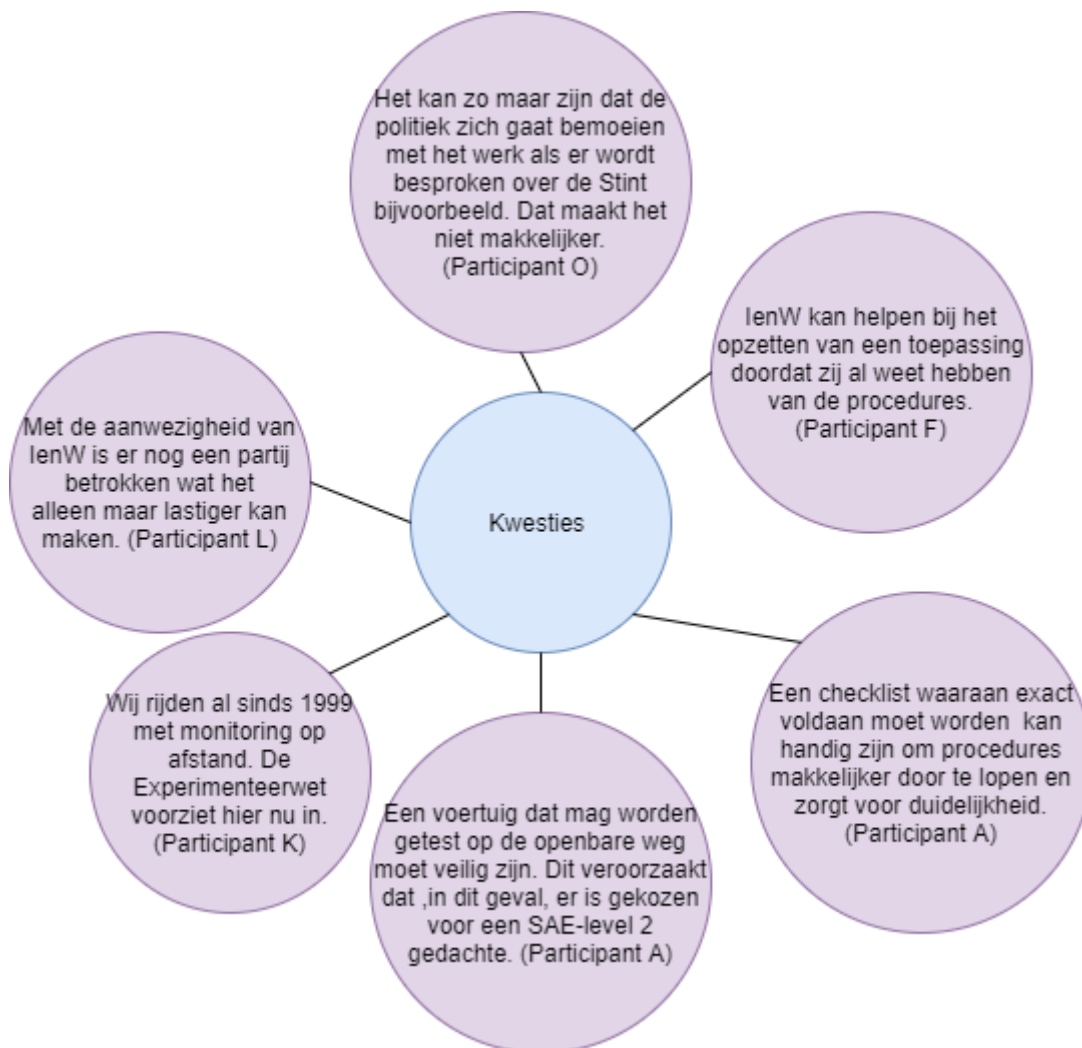 Het kan zo maar zijn dat de
politiek zich gaat bemoeien
met het werk als er wordt
besproken over de Stint
bijvoorbeeld. Dat maakt het
niet makkelijker.
(Participant O)
IenW kan helpen bij het
opzetten van een toepassing
doordat zij al weet hebben
van de procedures.
(Participant F)
Met de aanwezigheid van
IenW is er nog een partij
betrokken wat het
alleen maar lastiger kan
maken. (Participant L)
Kwesties
Wij rijden al sinds 1999
met monitoring op
afstand. De
Experimenteerwet
voorziet hier nu in.
(Participant K)
Een voertuig dat mag worden
getest op de openbare weg
moet veilig zijn. Dit veroorzaakt
dat ,in dit geval, er is gekozen
voor een SAE-level 2
gedachte. (Participant A)
Een checklist waaraan exact
voldaan moet worden  kan
handig zijn om procedures
makkelijker door te lopen en
zorgt voor duidelijkheid.
(Participant A)